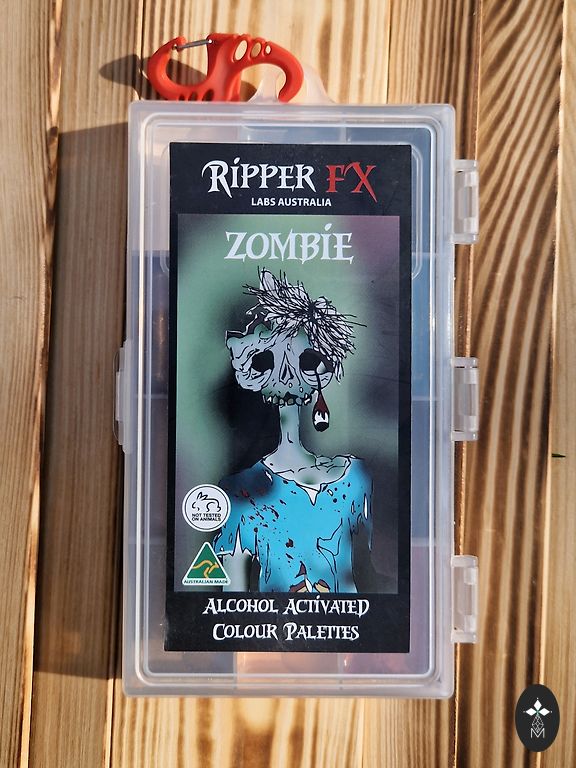 RIPPER FX
LABS AUSTRALIA
ZOMBIE
NOT TESTED
ON ANIMALS
AUSTRALIAN MADE
ALCOHOL ACTIVATED
COLOUR PALETTES
M